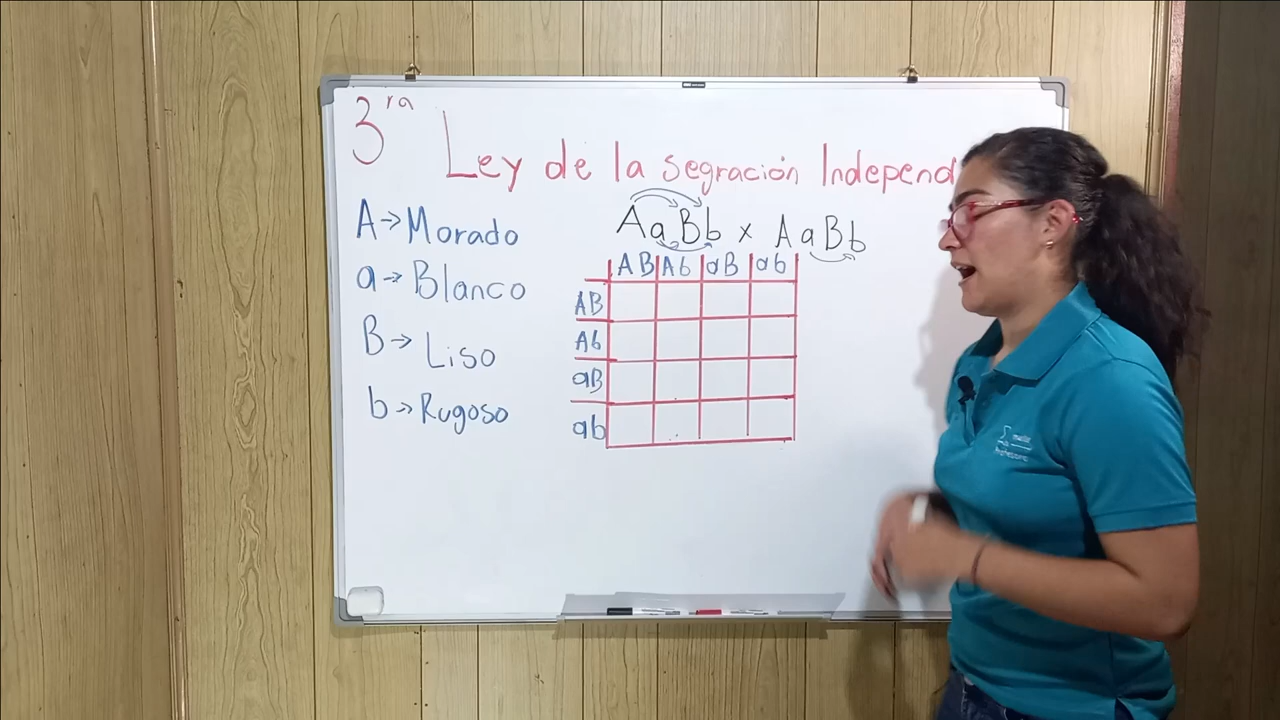 3ra
Ley de la segración Independ
A→Morado
a→Blanco
B→Liso
b→Rugoso
AaBb x AaBb
AB Ab aB ab
AB
Ab
aB
ab